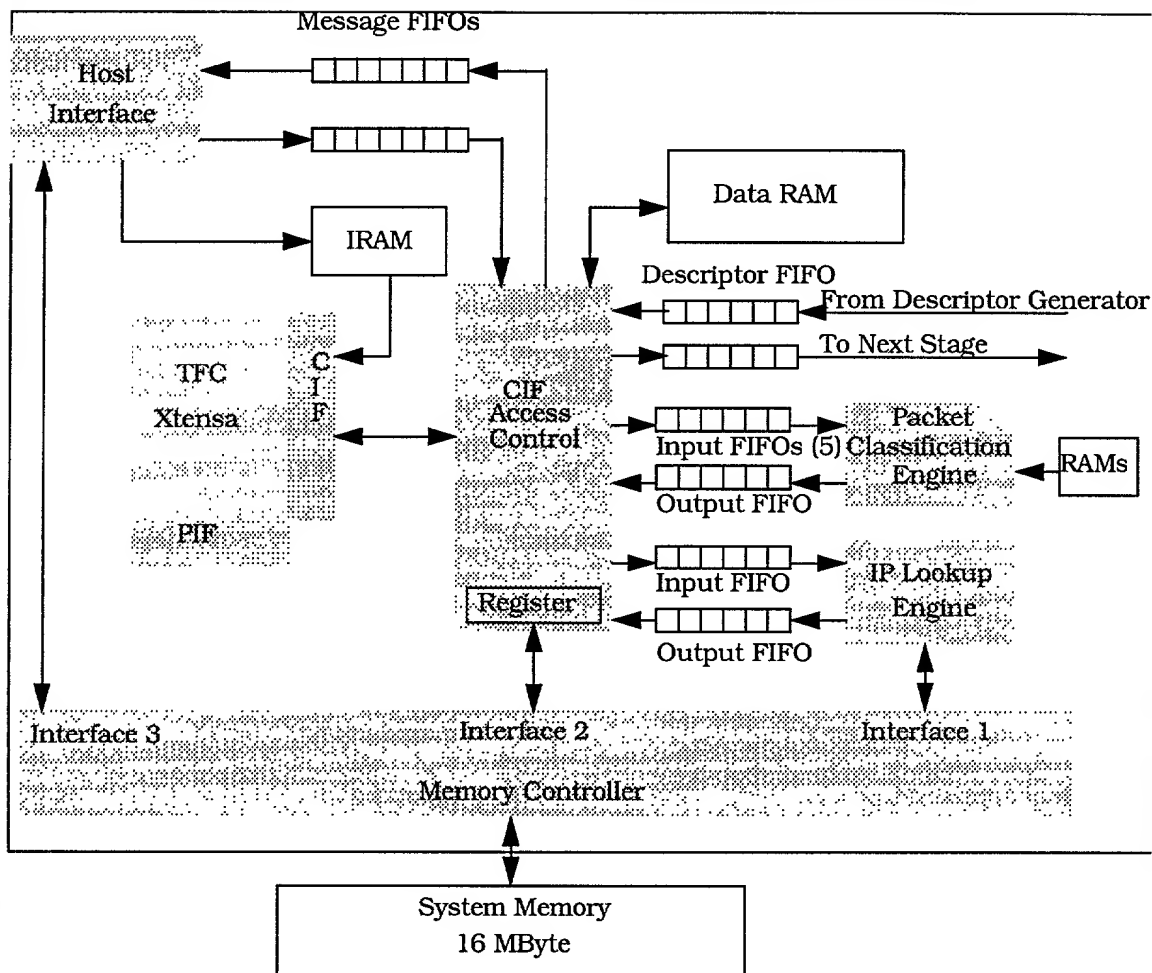 Message FIFOs
Host
Interface
Data RAM
IRAM
Descriptor FIFO
From Descriptor Generator
To Next Stage
TFC
Xtensa
PIF
C
I
F
CIF
Access
Control
Input FIFOs (5)
Packet
Classification
Engine
RAMs
Output FIFO
Input FIFO
IP Lookup
Engine
Register
Output FIFO
Interface 3
Interface 2
Interface 1
Memory Controller
System Memory
16 MByte